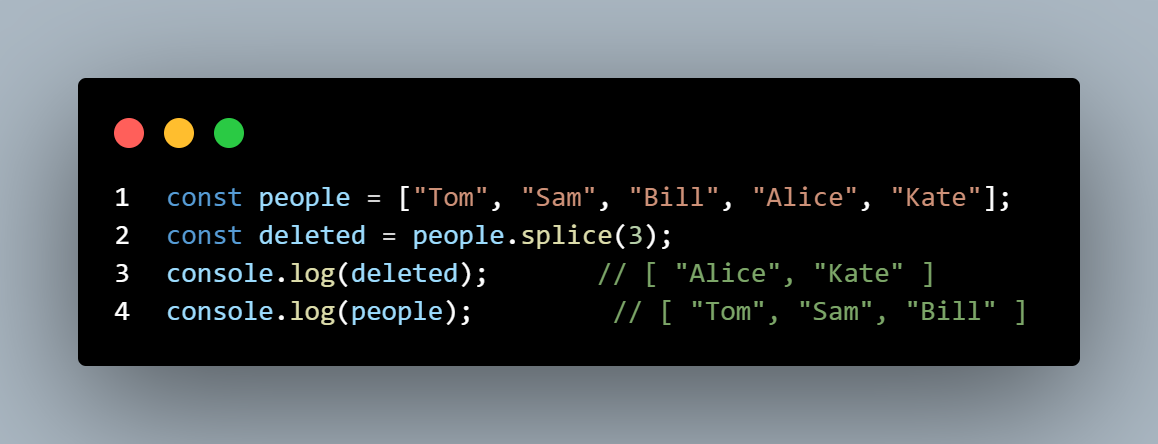 1 const people = ["Tom", "Sam", "Bill", "Alice", "Kate"];
2 const deleted = people.splice(3);
3 console.log(deleted);       // [ "Alice", "Kate" ]
4 console.log(people);         // [ "Tom", "Sam", "Bill" ]